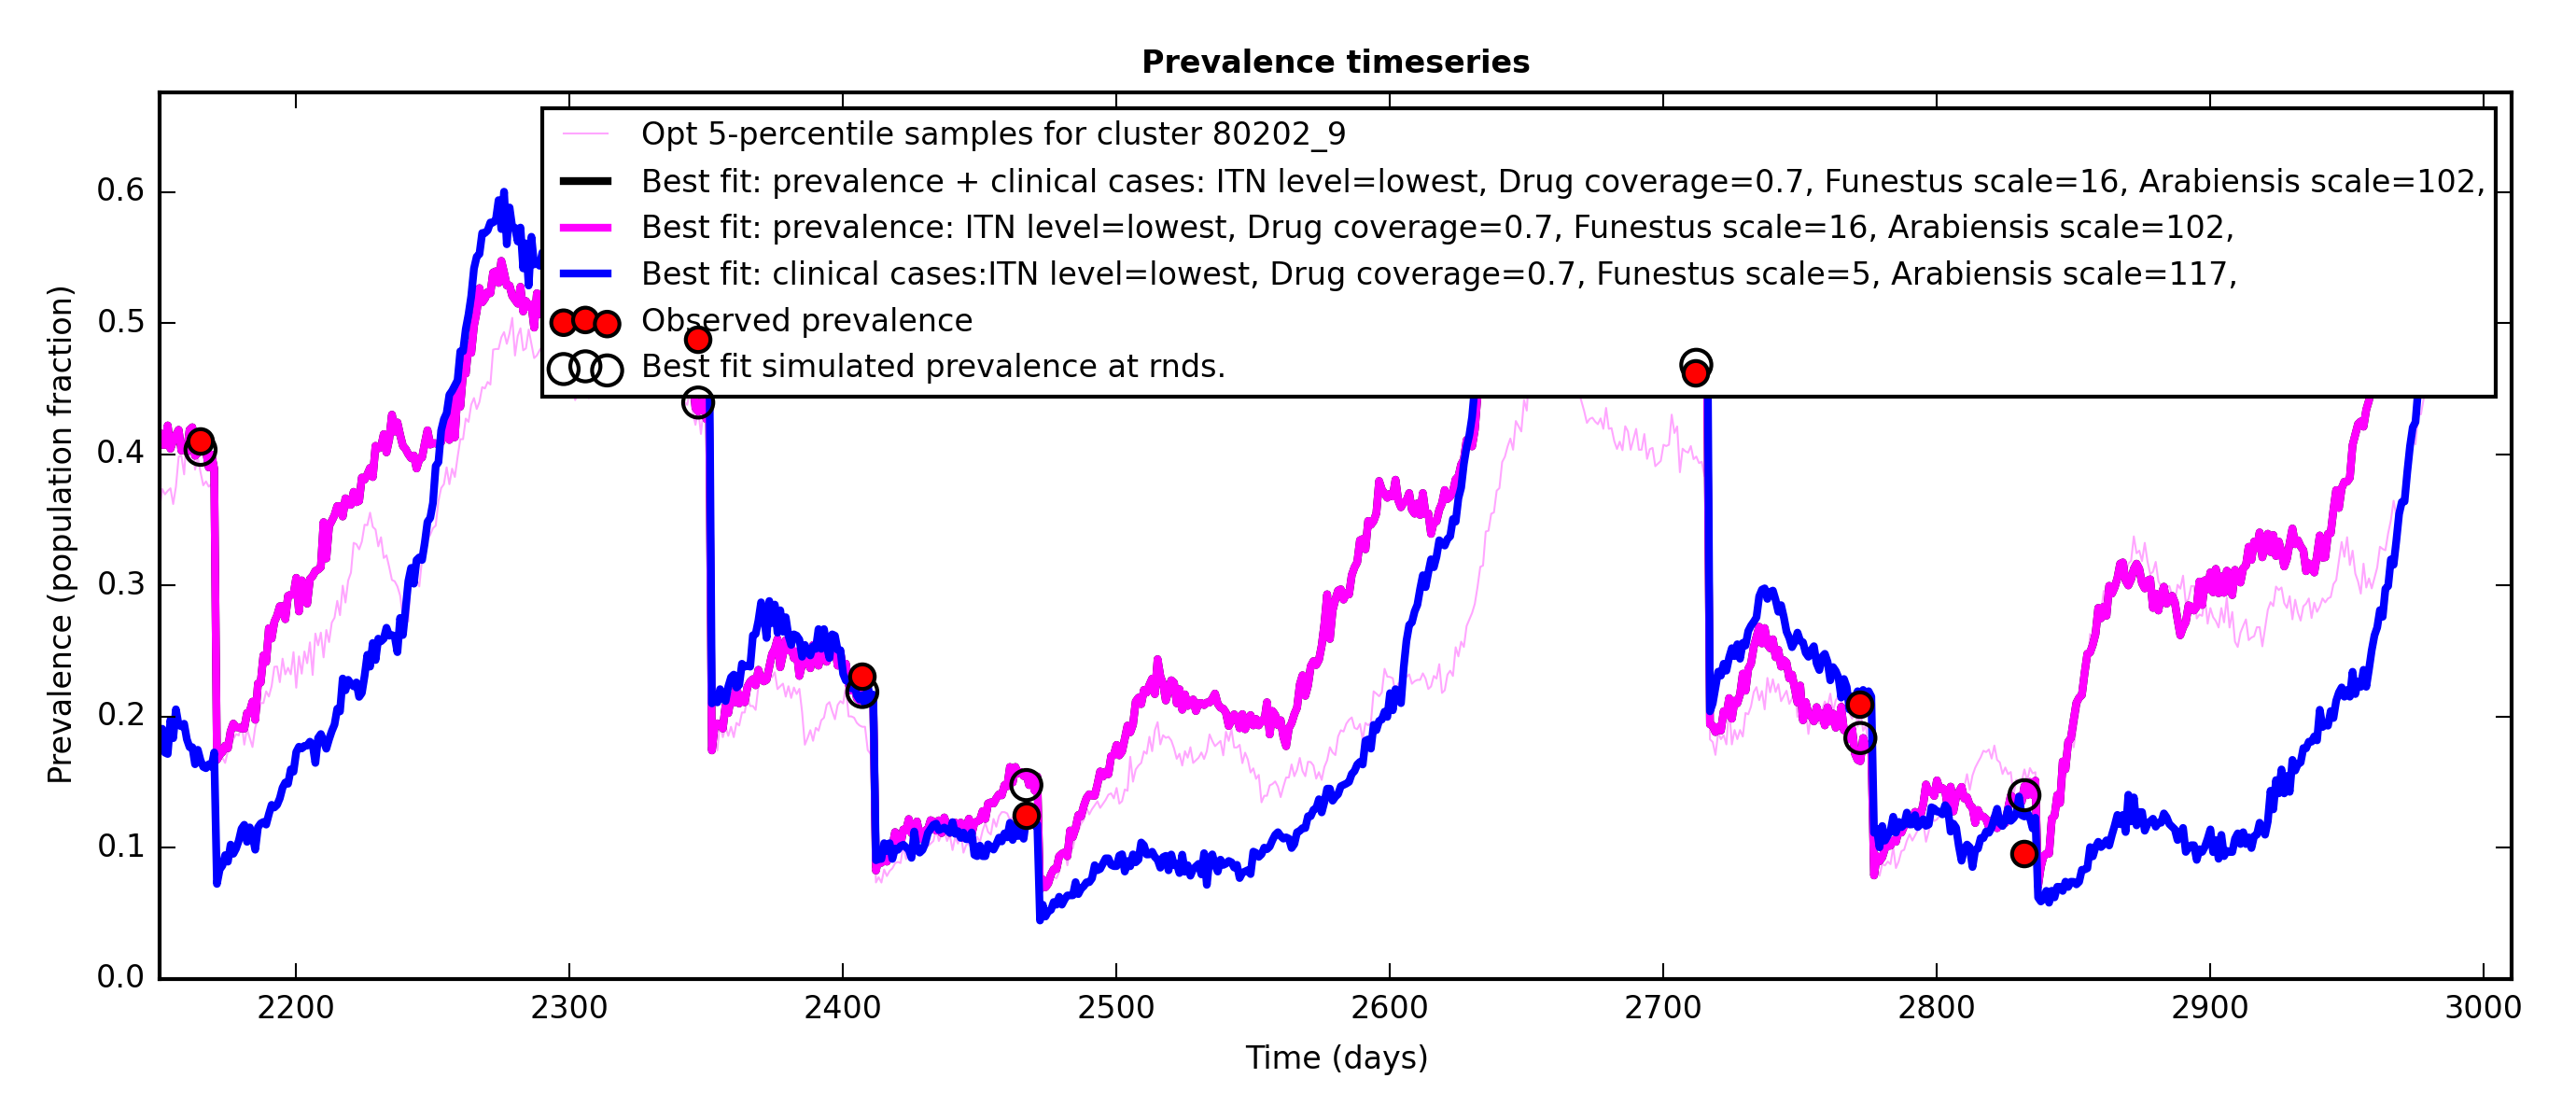 Prevalence timeseries
Opt 5-percentile samples for cluster 80202_9
Best fit: prevalence + clinical cases: ITN level=lowest, Drug coverage=0.7, Funestus scale=16, Arabiensis scale=102,
Best fit: prevalence: ITN level=lowest, Drug coverage=0.7, Funestus scale=16, Arabiensis scale=102,
Best fit: clinical cases:ITN level=lowest, Drug coverage=0.7, Funestus scale=5, Arabiensis scale=117,
Observed prevalence
Best fit simulated prevalence at rnds.
Prevalence (population fraction)
0.6
0.5
0.4
0.3
0.2
0.1
0.0
2200 2300 2400 2500 2600 2700 2800 2900 3000
Time (days)